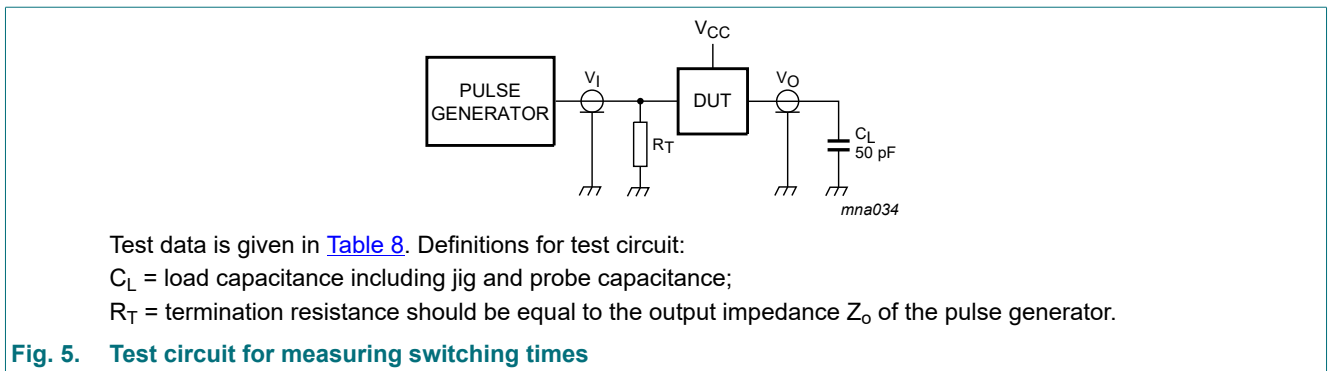 VCC
PULSE
GENERATOR
VI
DUT
VO
RT
CL
50 pF
mna034
Test data is given in Table 8. Definitions for test circuit:
CL = load capacitance including jig and probe capacitance;
RT = termination resistance should be equal to the output impedance Zo of the pulse generator.
Fig. 5. Test circuit for measuring switching times